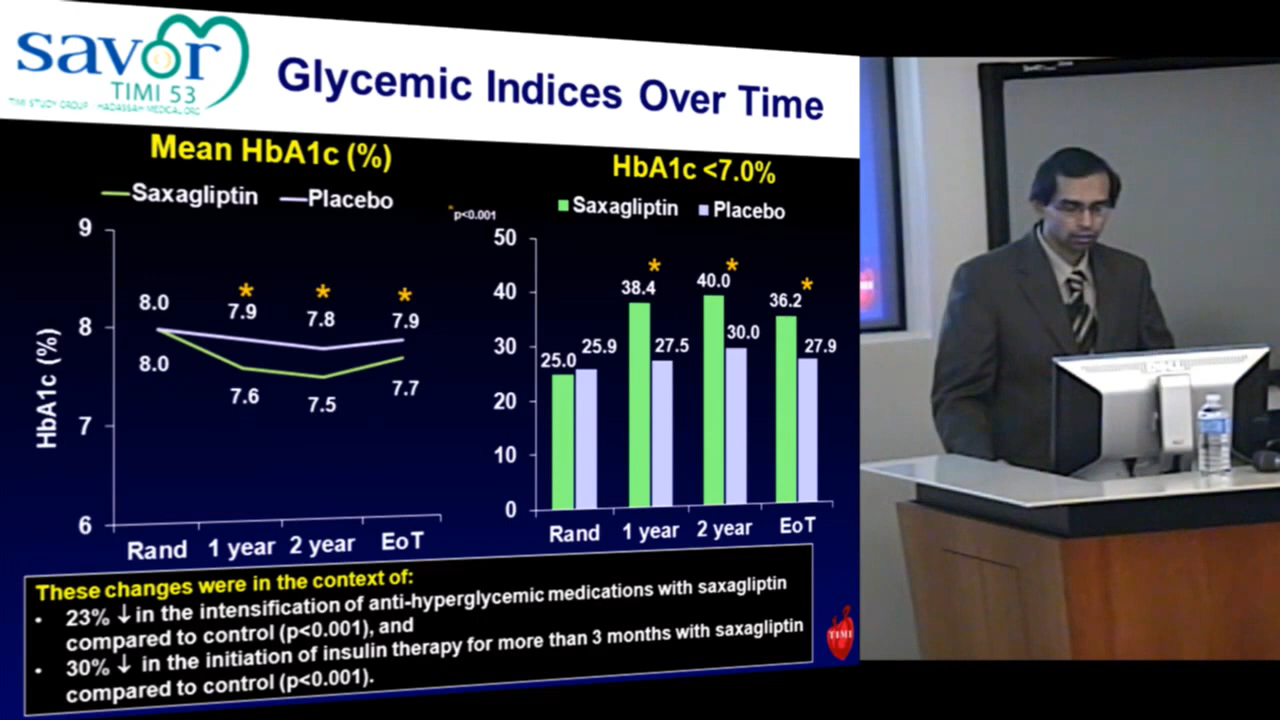 savor
TIMI 53
TIMI STUDY GROUP HADASSAH MEDICAL ORG
Glycemic Indices Over Time
Mean HbA1c (%)
Saxagliptin Placebo
*p<0.001
HbA1c (%)
9
8
7
6
8.0
* * *
7.9 7.8 7.9
8.0
7.6 7.5 7.7
Rand 1 year 2 year EoT
HbA1c <7.0%
Saxagliptin Placebo
50
40
30
20
10
0
* * *
25.0 25.9 38.4 27.5 40.0 30.0 36.2 27.9
Rand 1 year 2 year EoT
These changes were in the context of:
• 23% ↓ in the intensification of anti-hyperglycemic medications with saxagliptin
compared to control (p<0.001), and
• 30% ↓ in the initiation of insulin therapy for more than 3 months with saxagliptin
compared to control (p<0.001).
TIMI
DELL